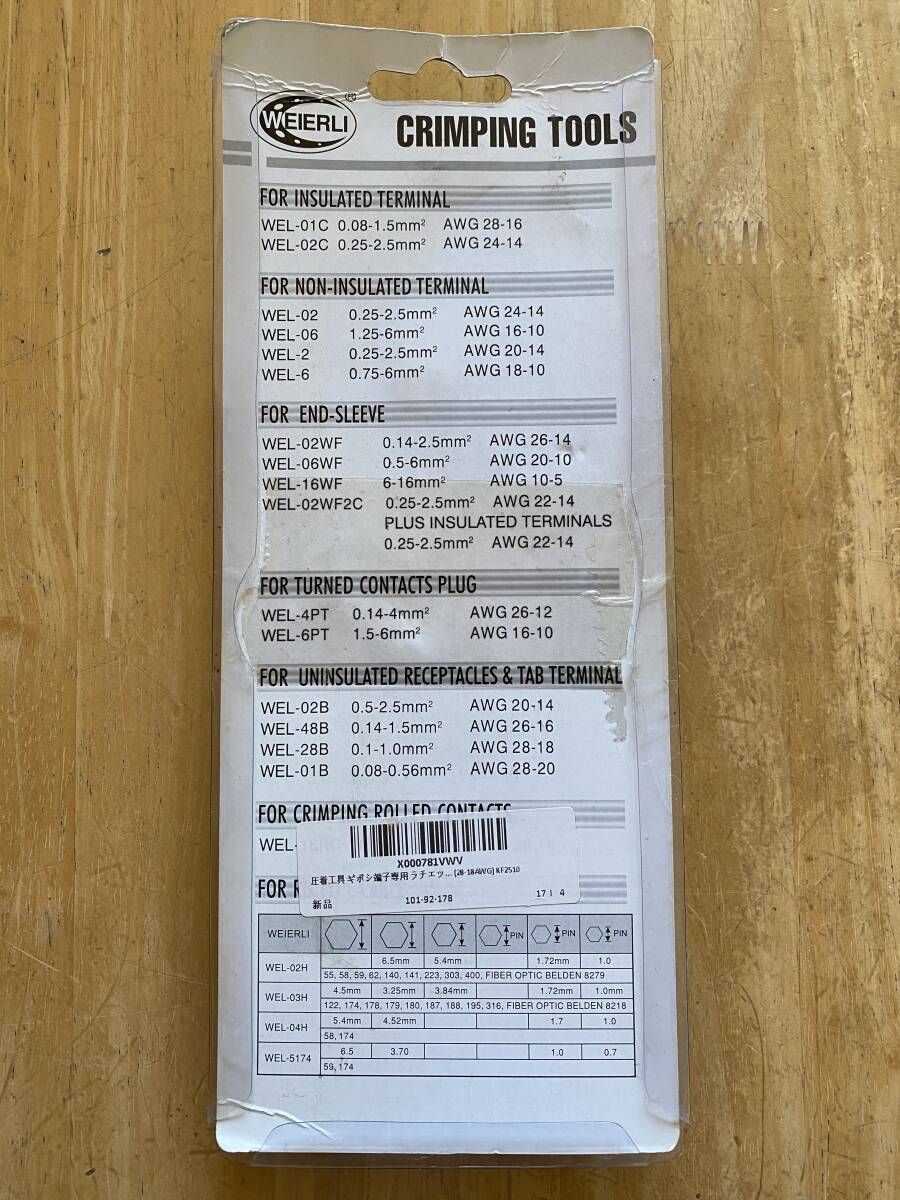 WEIERLI
CRIMPING TOOLS
FOR INSULATED TERMINAL
WEL-01C 0.08-1.5mm² AWG 28-16
WEL-02C 0.25-2.5mm² AWG 24-14
FOR NON-INSULATED TERMINAL
WEL-02 0.25-2.5mm² AWG 24-14
WEL-06 1.25-6mm² AWG 16-10
WEL-2 0.25-2.5mm² AWG 20-14
WEL-6 0.75-6mm² AWG 18-10
FOR END-SLEEVE
WEL-02WF 0.14-2.5mm² AWG 26-14
WEL-06WF 0.5-6mm² AWG 20-10
WEL-16WF 6-16mm² AWG 10-5
WEL-02WF2C 0.25-2.5mm² AWG 22-14
PLUS INSULATED TERMINALS
0.25-2.5mm² AWG 22-14
FOR TURNED CONTACTS PLUG
WEL-4PT 0.14-4mm² AWG 26-12
WEL-6PT 1.5-6mm² AWG 16-10
FOR UNINSULATED RECEPTACLES & TAB TERMINAL
WEL-02B 0.5-2.5mm² AWG 20-14
WEL-48B 0.14-1.5mm² AWG 26-16
WEL-28B 0.1-1.0mm² AWG 28-18
WEL-01B 0.08-0.56mm² AWG 28-20
FOR CRIMPING ROLLED CONTACTS
WEL-
X000781VWV
圧着工具 ギボシ端子専用 ラチエッ... (28-18AWG) KF2510
新品 101-92-178 17 | 4
FOR R
WEIERLI PIN PIN PIN
WEL-02H 6.5mm 5.4mm 1.72mm 1.0
55, 58, 59, 62, 140, 141, 223, 303, 400, FIBER OPTIC BELDEN 8279
WEL-03H 4.5mm 3.25mm 3.84mm 1.72mm 1.0mm
122, 174, 178, 179, 180, 187, 188, 195, 316, FIBER OPTIC BELDEN 8218
WEL-04H 5.4mm 4.52mm 1.7 1.0
58, 174
WEL-5174 6.5 3.70 1.0 0.7
59, 174